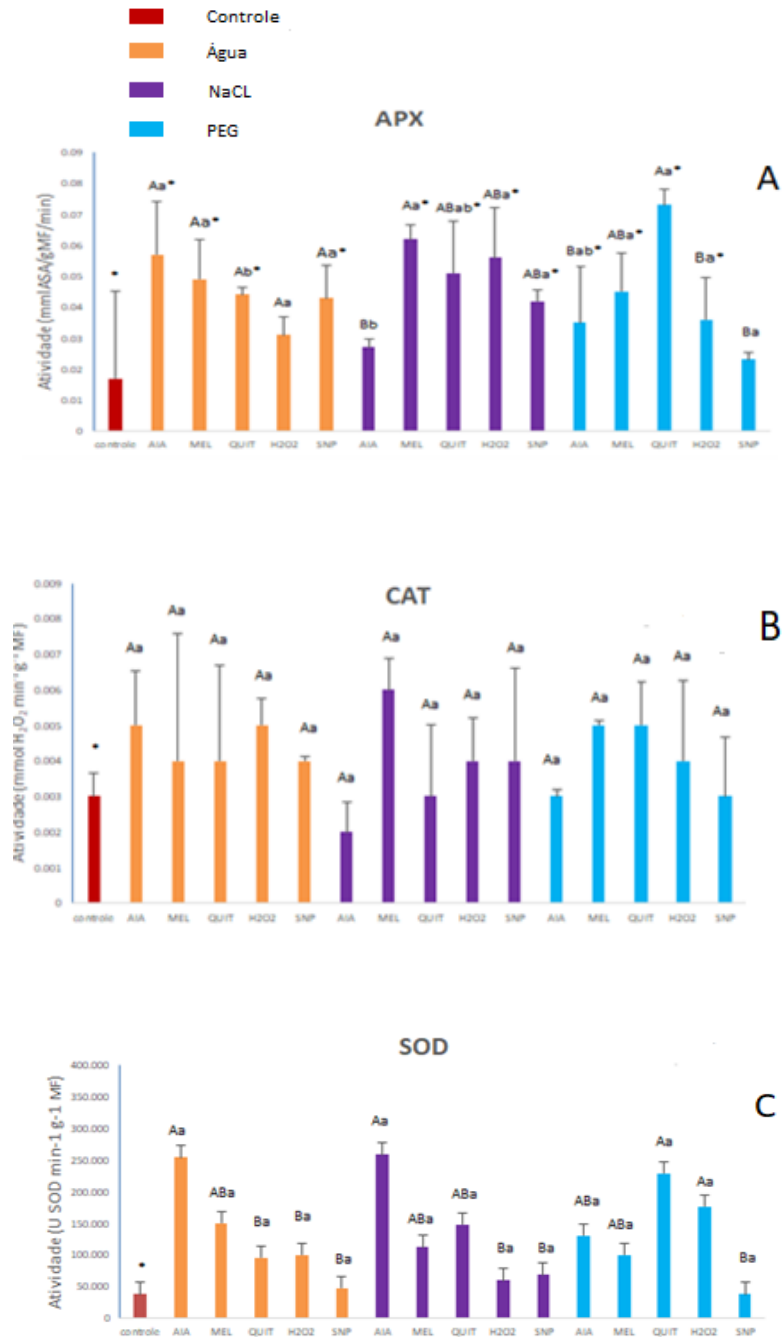 Controle
Água
NaCL
PEG
APX
A
Atividade (mmlASA/gMF/min)
0.09
0.08
0.07
0.06
0.05
0.04
0.03
0.02
0.01
0
* Aa* Aa* Ab* Aa Aa* Bb Aa* ABab* ABa* ABa* Bab* ABa* Aa* Ba* Ba
controle AIA MEL QUIT H2O2 SNP AIA MEL QUIT H2O2 SNP AIA MEL QUIT H2O2 SNP
CAT
B
Atividade (mmol H₂O₂ min⁻¹ g⁻¹ MF)
0.009
0.008
0.007
0.006
0.005
0.004
0.003
0.002
0.001
0
* Aa Aa Aa Aa Aa Aa Aa Aa Aa Aa Aa Aa Aa Aa Aa
controle AIA MEL QUIT H2O2 SNP AIA MEL QUIT H2O2 SNP AIA MEL QUIT H2O2 SNP
SOD
C
Atividade (U SOD min-1 g-1 MF)
400.000
350.000
300.000
250.000
200.000
150.000
100.000
50.000
0
* Aa ABa Ba Ba Ba Aa ABa ABa Ba Ba ABa ABa Aa Aa Ba
controle AIA MEL QUIT H2O2 SNP AIA MEL QUIT H2O2 SNP AIA MEL QUIT H2O2 SNP